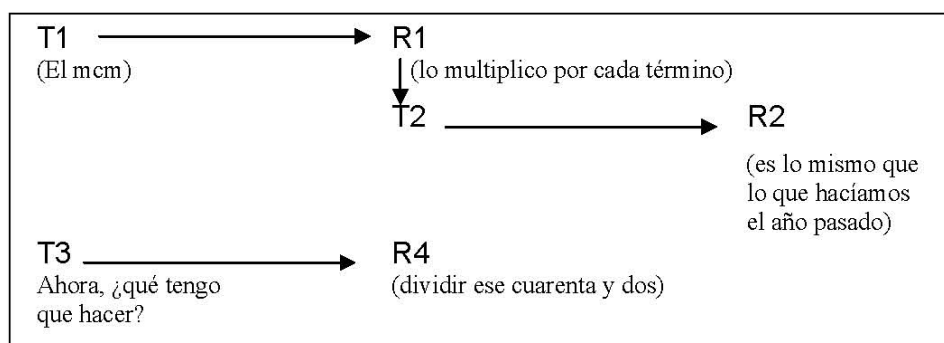 T1 R1
(El mcm) (lo multiplico por cada término)
T2 R2
(es lo mismo que
lo que hacíamos
el año pasado)
T3 R4
Ahora, ¿qué tengo (dividir ese cuarenta y dos)
que hacer?